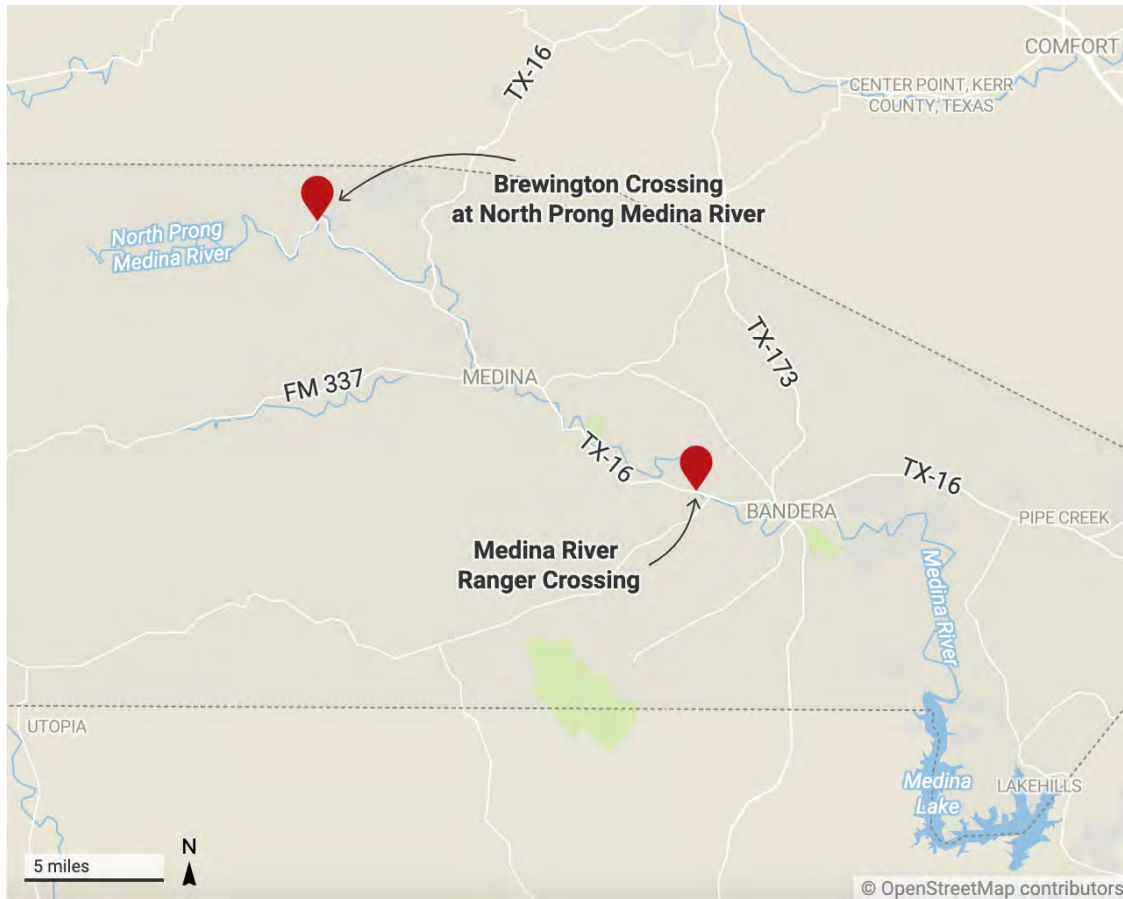 COMFORT
TX-16
CENTER POINT, KERR
COUNTY, TEXAS
Brewington Crossing
at North Prong Medina River
North Prong
Medina River
TX-173
FM 337
MEDINA
TX-16
TX-16
BANDERA
PIPE CREEK
Medina River
Ranger Crossing
Medina River
UTOPIA
Medina
Lake
LAKEHILLS
N
5 miles
© OpenStreetMap contributors